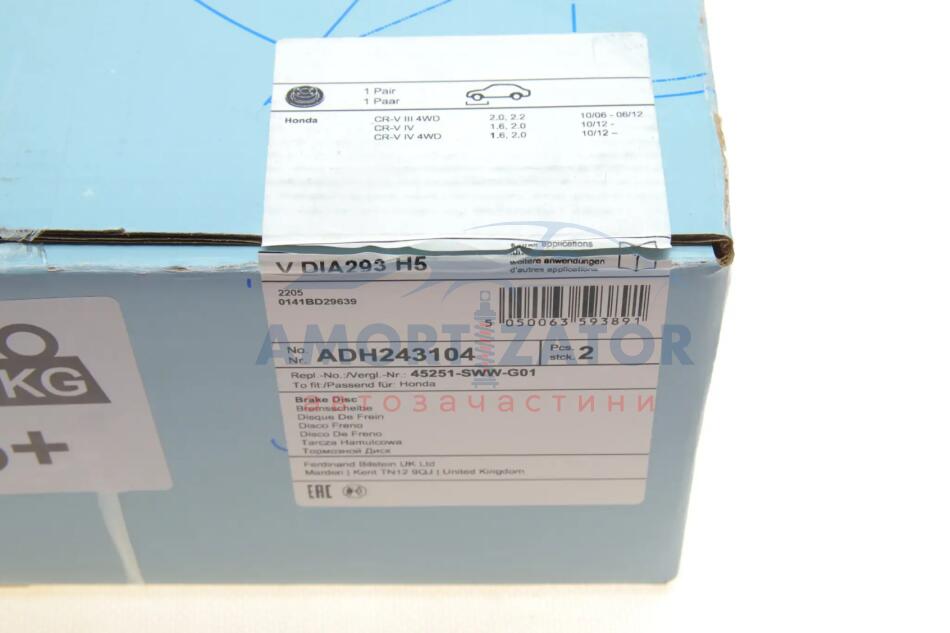 1 Pair
1 Paar
Honda CR-V III 4WD 2.0, 2.2 10/06 - 06/12
CR-V IV 1.6, 2.0 10/12 -
CR-V IV 4WD 1.6, 2.0 10/12 –
applications
weitere anwendungen
d'autres applications
V DIA293 H5
2205
0141BD29639
5 050063 593891
AMORTIZATOR
автозачастини
No.
Nr. ADH243104 Pcs.
stck. 2
Repl.-No.:/Vergl.-Nr.: 45251-SWW-G01
To fit:/Passend für: Honda
Brake Disc
Bremsscheibe
Disque De Frein
Disco Freno
Disco De Freno
Tarcza Hamulcowa
Тормозной Диск
Ferdinand Bilstein UK Ltd
Marden | Kent TN12 9QJ | United Kingdom
EAC
KG
+